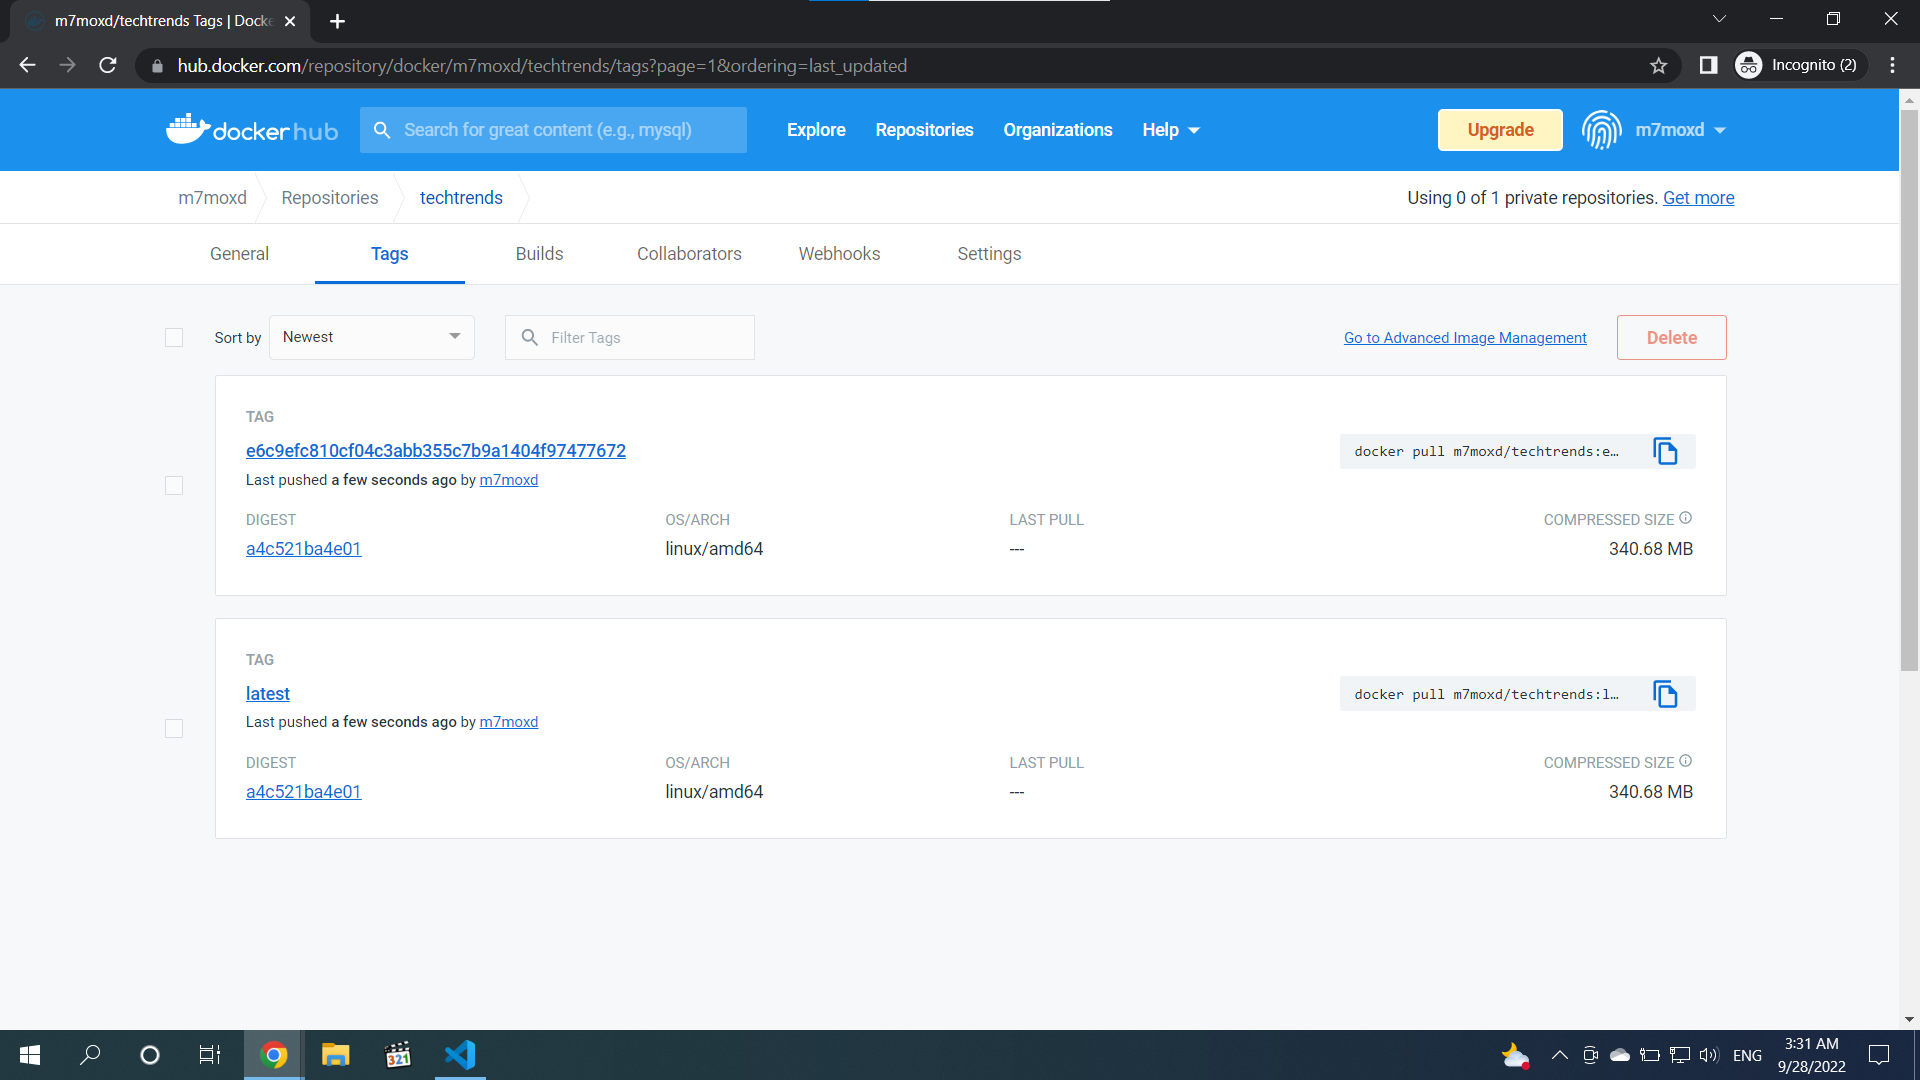 m7moxd/techtrends Tags | Docke
hub.docker.com/repository/docker/m7moxd/techtrends/tags?page=1&ordering=last_updated
Incognito (2)
docker hub
Search for great content (e.g., mysql)
Explore
Repositories
Organizations
Help
Upgrade
m7moxd
m7moxd
Repositories
techtrends
Using 0 of 1 private repositories. Get more
General
Tags
Builds
Collaborators
Webhooks
Settings
Sort by
Newest
Filter Tags
Go to Advanced Image Management
Delete
TAG
e6c9efc810cf04c3abb355c7b9a1404f97477672
docker pull m7moxd/techtrends:e…
Last pushed a few seconds ago by m7moxd
DIGEST
OS/ARCH
LAST PULL
COMPRESSED SIZE
a4c521ba4e01
linux/amd64
---
340.68 MB
TAG
latest
docker pull m7moxd/techtrends:l…
Last pushed a few seconds ago by m7moxd
DIGEST
OS/ARCH
LAST PULL
COMPRESSED SIZE
a4c521ba4e01
linux/amd64
---
340.68 MB
321
ENG
3:31 AM
9/28/2022